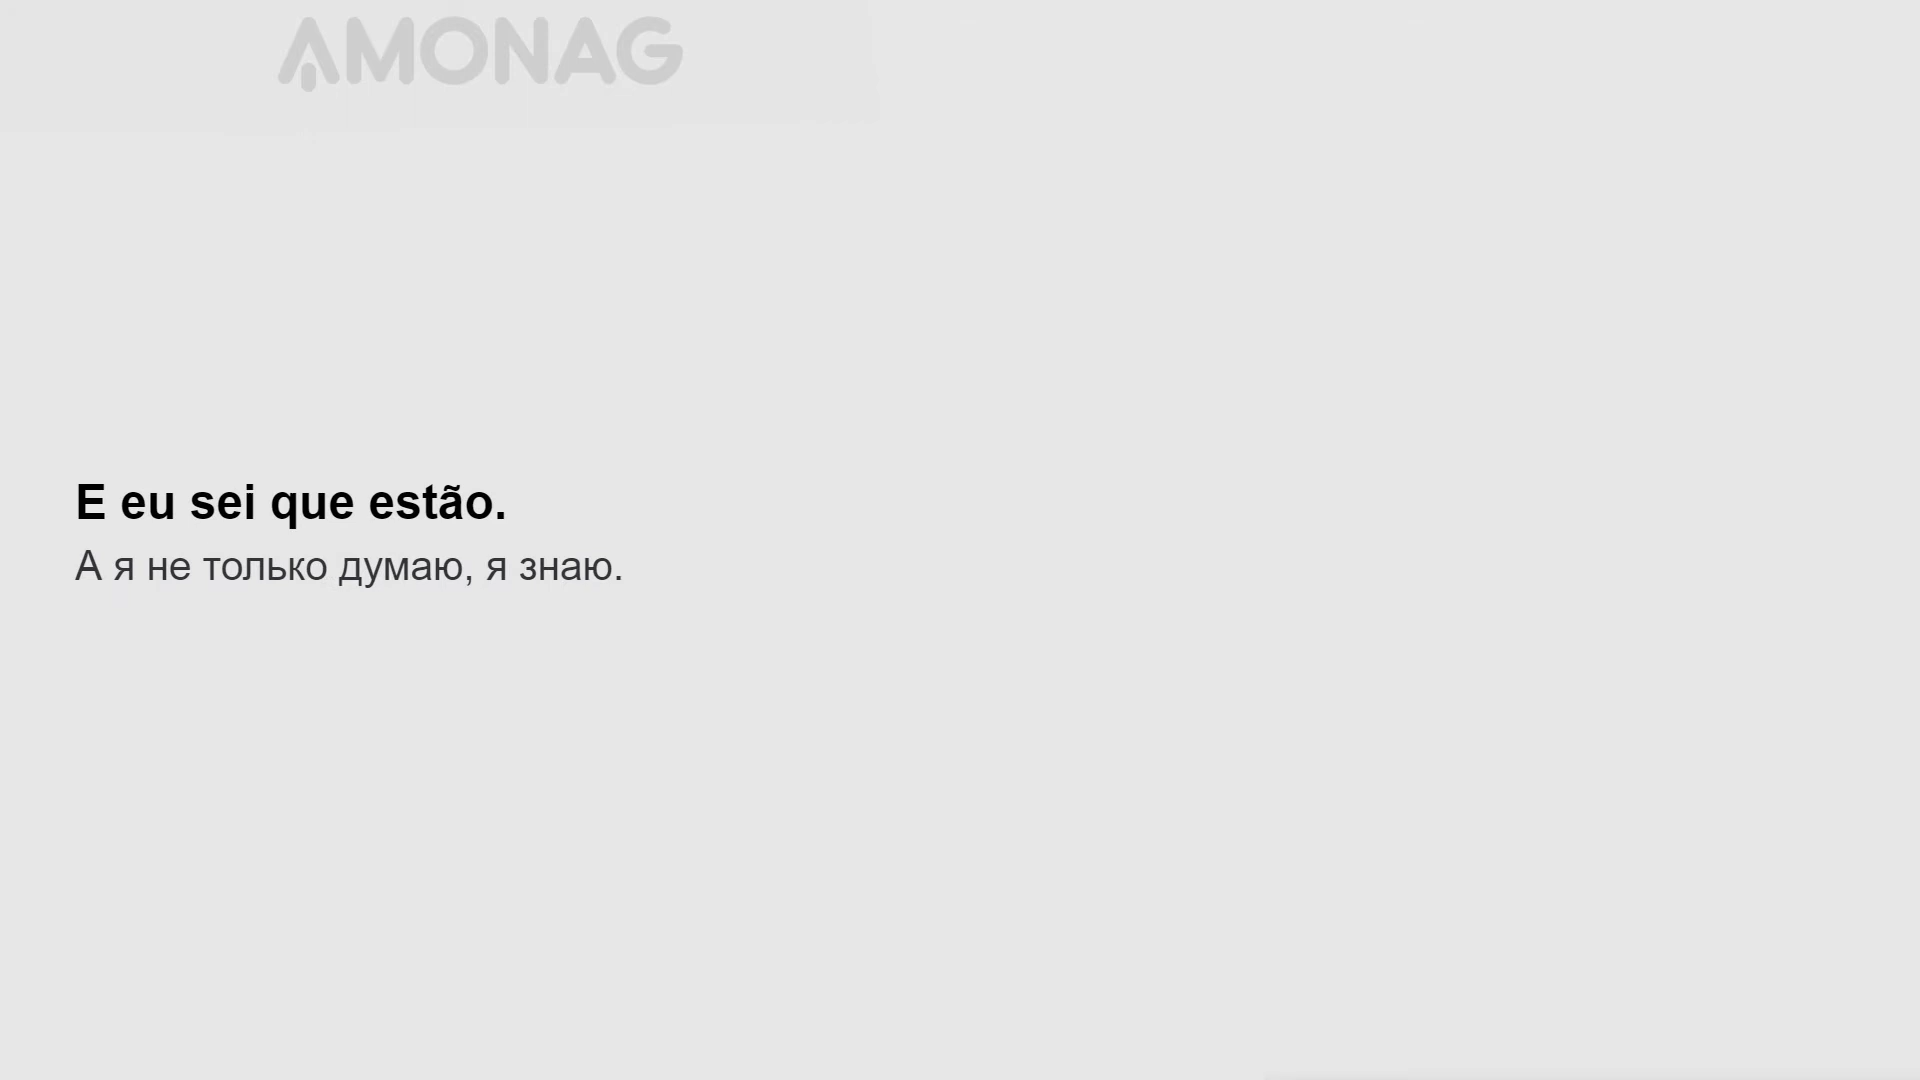 AMONAG
E eu sei que estão.
А я не только думаю, я знаю.